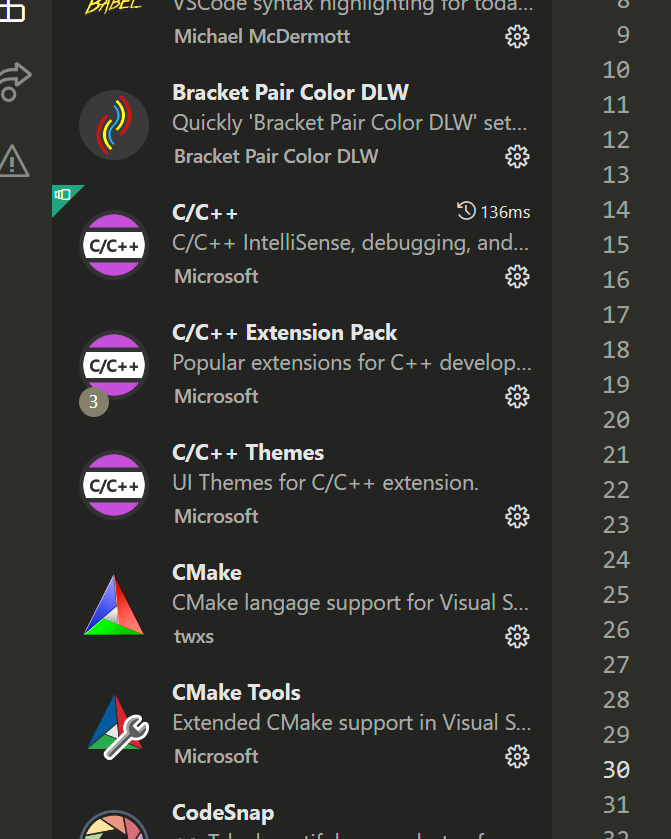 BABEL
VSCode syntax highlighting for toda...
Michael McDermott
Bracket Pair Color DLW
Quickly 'Bracket Pair Color DLW' set...
Bracket Pair Color DLW
C/C++
136ms
C/C++
C/C++ IntelliSense, debugging, and...
Microsoft
C/C++ Extension Pack
C/C++
Popular extensions for C++ develop...
3
Microsoft
C/C++ Themes
C/C++
UI Themes for C/C++ extension.
Microsoft
CMake
CMake langage support for Visual S...
twxs
CMake Tools
Extended CMake support in Visual S...
Microsoft
CodeSnap
8
9
10
11
12
13
14
15
16
17
18
19
20
21
22
23
24
25
26
27
28
29
30
31
32